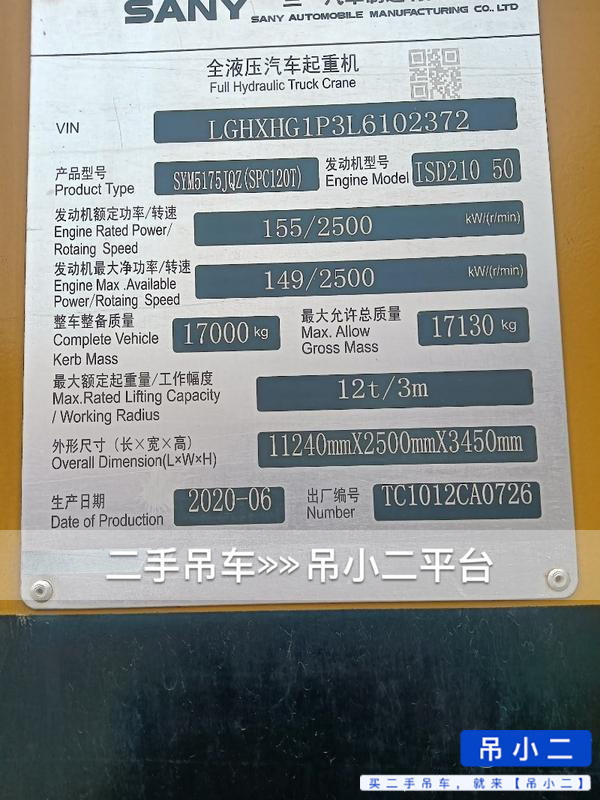 SANY
SANY AUTOMOBILE MANUFACTURING CO., LTD
全液压汽车起重机
Full Hydraulic Truck Crane
VIN LGHXHG1P3L6102372
产品型号 SYM5175JQZ(SPC120T) 发动机型号 ISD210 50
Product Type Engine Model
发动机额定功率/转速 155/2500 kW/(r/min)
Engine Rated Power/
Rotaing Speed
发动机最大净功率/转速 149/2500 kW/(r/min)
Engine Max .Available
Power/Rotaing Speed
整车整备质量 17000 kg 最大允许总质量 17130 kg
Complete Vehicle Max. Allow
Kerb Mass Gross Mass
最大额定起重量/工作幅度 12t/3m
Max.Rated Lifting Capacity
/ Working Radius
外形尺寸（长×宽×高） 11240mmX2500mmX3450mm
Overall Dimension(L×W×H)
生产日期 2020-06 出厂编号 TC1012CA0726
Date of Production Number
二手吊车»»吊小二平台
吊小二
买二手吊车，就来【吊小二】